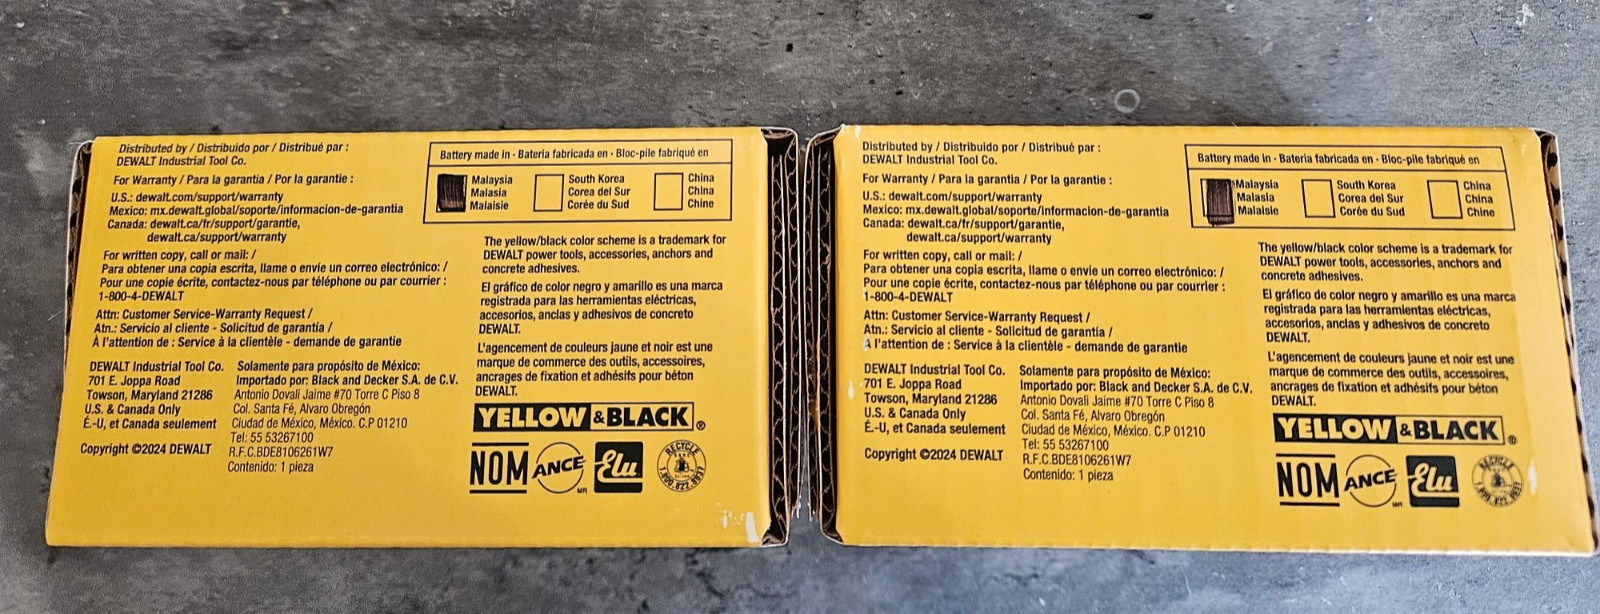 Distributed by / Distribuido por / Distribué par :
DEWALT Industrial Tool Co.
For Warranty / Para la garantia / Por la garantie :
U.S.: dewalt.com/support/warranty
Mexico: mx.dewalt.global/soporte/informacion-de-garantia
Canada: dewalt.ca/fr/support/garantie,
dewalt.ca/support/warranty
For written copy, call or mail: /
Para obtener una copia escrita, llame o envíe un correo electrónico: /
Pour une copie écrite, contactez-nous par téléphone ou par courrier :
1-800-4-DEWALT
Attn: Customer Service-Warranty Request /
Atn.: Servicio al cliente - Solicitud de garantía /
À l'attention de : Service à la clientèle - demande de garantie
DEWALT Industrial Tool Co.
701 E. Joppa Road
Towson, Maryland 21286
U.S. & Canada Only
É.-U, et Canada seulement
Copyright ©2024 DEWALT
Solamente para propósito de México:
Importado por: Black and Decker S.A. de C.V.
Antonio Dovali Jaime #70 Torre C Piso 8
Col. Santa Fé, Alvaro Obregón
Ciudad de México, México. C.P 01210
Tel: 55 53267100
R.F.C.BDE8106261W7
Contenido: 1 pieza
Battery made in · Bateria fabricada en · Bloc-pile fabriqué en
Malaysia
Malasia
Malaisie
South Korea
Corea del Sur
Corée du Sud
China
China
Chine
The yellow/black color scheme is a trademark for
DEWALT power tools, accessories, anchors and
concrete adhesives.
El gráfico de color negro y amarillo es una marca
registrada para las herramientas eléctricas,
accesorios, anclas y adhesivos de concreto
DEWALT.
L'agencement de couleurs jaune et noir est une
marque de commerce des outils, accessoires,
ancrages de fixation et adhésifs pour béton
DEWALT.
YELLOW & BLACK ®
NOM ANCE MR Elu RECYCLE 1.800.822.8837
Distributed by / Distribuido por / Distribué par :
DEWALT Industrial Tool Co.
For Warranty / Para la garantia / Por la garantie :
U.S.: dewalt.com/support/warranty
Mexico: mx.dewalt.global/soporte/informacion-de-garantia
Canada: dewalt.ca/fr/support/garantie,
dewalt.ca/support/warranty
For written copy, call or mail: /
Para obtener una copia escrita, llame o envíe un correo electrónico: /
Pour une copie écrite, contactez-nous par téléphone ou par courrier :
1-800-4-DEWALT
Attn: Customer Service-Warranty Request /
Atn.: Servicio al cliente - Solicitud de garantía /
À l'attention de : Service à la clientèle - demande de garantie
DEWALT Industrial Tool Co.
701 E. Joppa Road
Towson, Maryland 21286
U.S. & Canada Only
É.-U, et Canada seulement
Copyright ©2024 DEWALT
Solamente para propósito de México:
Importado por: Black and Decker S.A. de C.V.
Antonio Dovali Jaime #70 Torre C Piso 8
Col. Santa Fé, Alvaro Obregón
Ciudad de México, México. C.P 01210
Tel: 55 53267100
R.F.C.BDE8106261W7
Contenido: 1 pieza
Battery made in · Bateria fabricada en · Bloc-pile fabriqué en
Malaysia
Malasia
Malaisie
South Korea
Corea del Sur
Corée du Sud
China
China
Chine
The yellow/black color scheme is a trademark for
DEWALT power tools, accessories, anchors and
concrete adhesives.
El gráfico de color negro y amarillo es una marca
registrada para las herramientas eléctricas,
accesorios, anclas y adhesivos de concreto
DEWALT.
L'agencement de couleurs jaune et noir est une
marque de commerce des outils, accessoires,
ancrages de fixation et adhésifs pour béton
DEWALT.
YELLOW & BLACK ®
NOM ANCE MR Elu RECYCLE